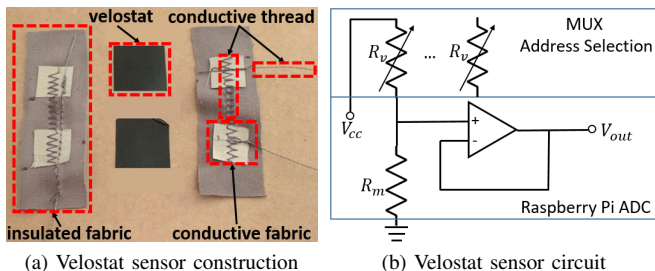 velostat
conductive thread
insulated fabric
conductive fabric
(a) Velostat sensor construction
MUX
Address Selection
R_v ... R_v
V_cc
+
-
V_out
R_m
Raspberry Pi ADC
(b) Velostat sensor circuit